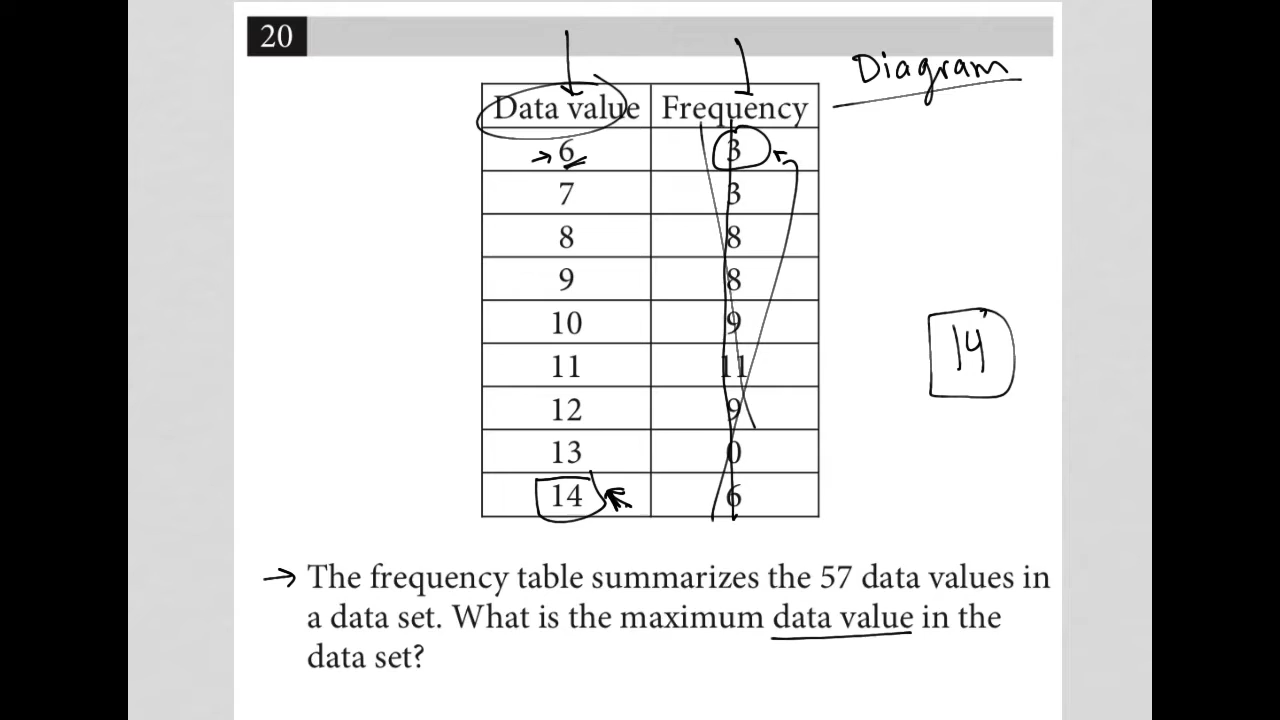 20
Diagram
Data value Frequency
6 3
7 3
8 8
9 8
10 9
11 11
12 9
13 0
14 6
14
The frequency table summarizes the 57 data values in
a data set. What is the maximum data value in the
data set?